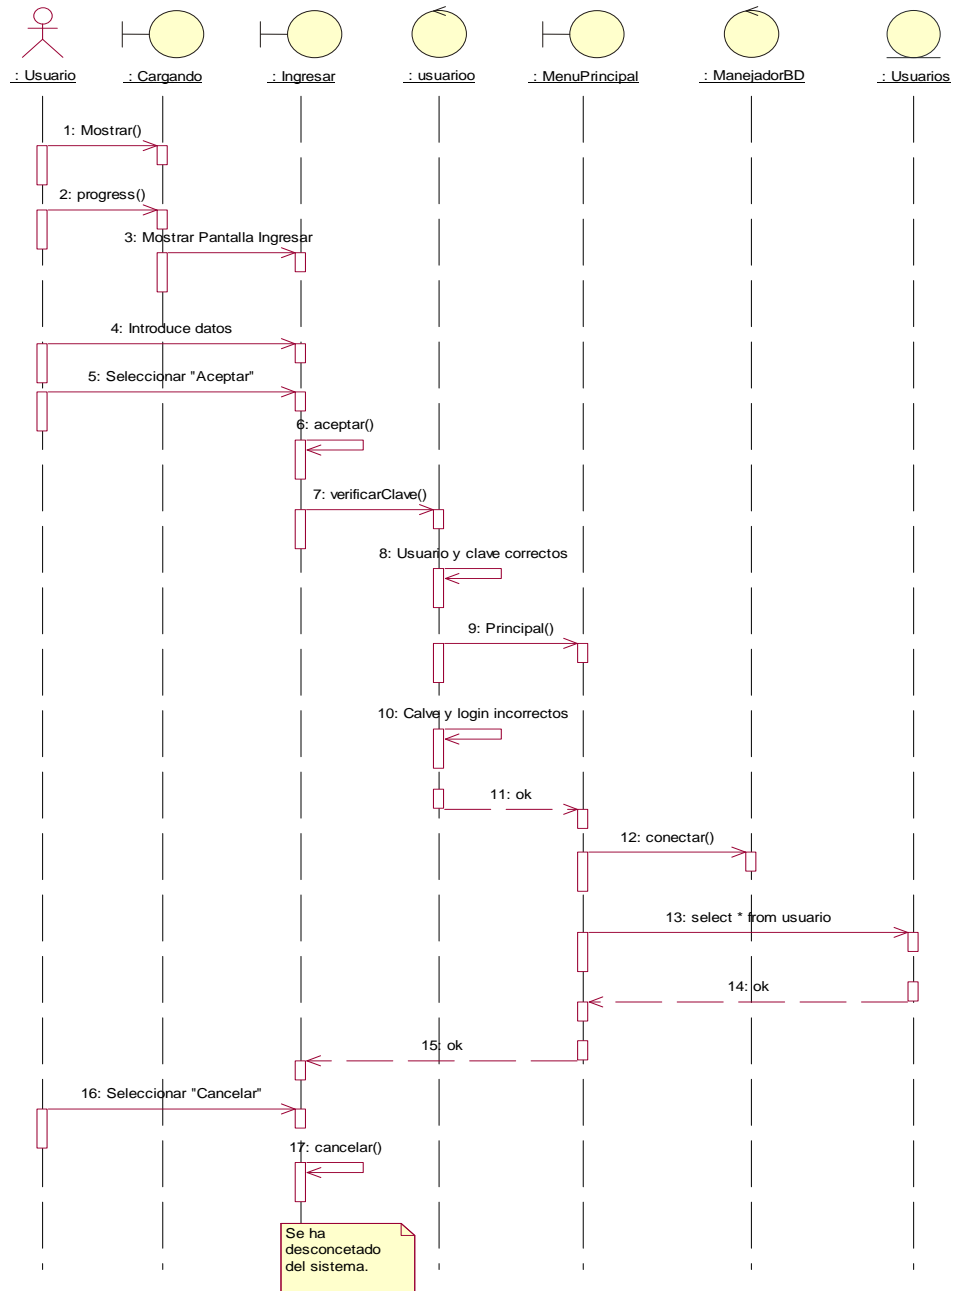 : Usuario
: Cargando
: Ingresar
: usuarioo
: MenuPrincipal
: ManejadorBD
: Usuarios
1: Mostrar()
2: progress()
3: Mostrar Pantalla Ingresar
4: Introduce datos
5: Seleccionar "Aceptar"
6: aceptar()
7: verificarClave()
8: Usuario y clave correctos
9: Principal()
10: Calve y login incorrectos
11: ok
12: conectar()
13: select * from usuario
14: ok
15: ok
16: Seleccionar "Cancelar"
17: cancelar()
Se ha
desconcetado
del sistema.